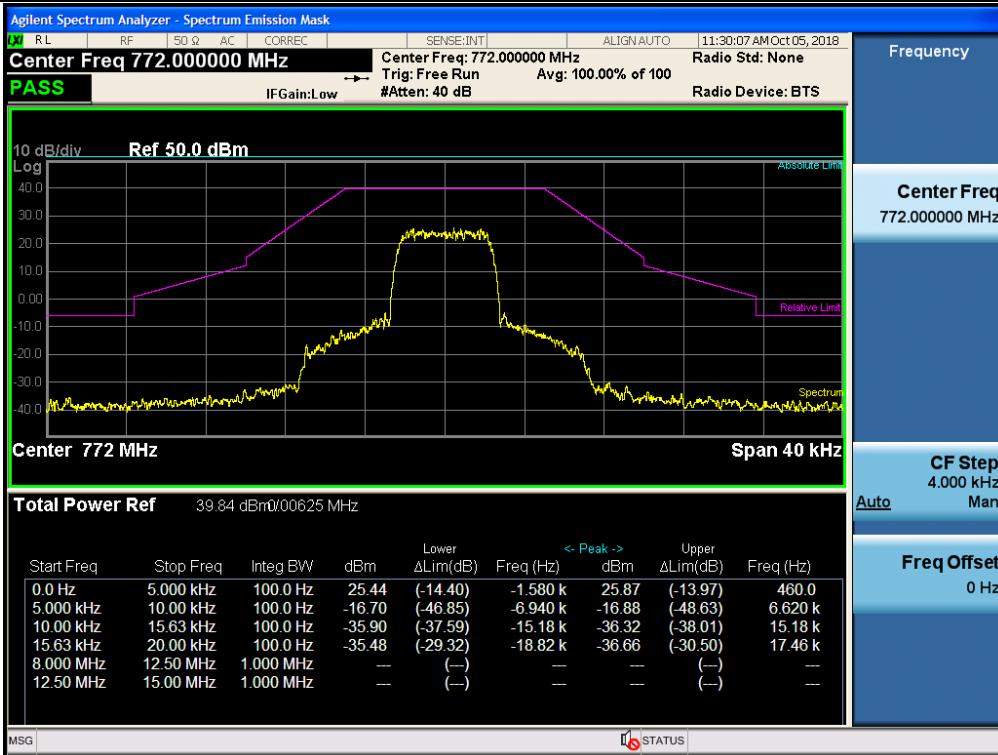 Agilent Spectrum Analyzer - Spectrum Emission Mask
LXI RL RF 50 Ω AC CORREC SENSE:INT ALIGN AUTO 11:30:07 AM Oct 05, 2018
Center Freq 772.000000 MHz
Center Freq: 772.000000 MHz
Radio Std: None
Trig: Free Run Avg: 100.00% of 100
PASS
IFGain:Low
#Atten: 40 dB
Radio Device: BTS
10 dB/div Ref 50.0 dBm
Log
Absolute Limit
40.0
30.0
20.0
10.0
0.00
Relative Limit
-10.0
-20.0
-30.0
Spectrum
-40.0
Center 772 MHz Span 40 kHz
Total Power Ref 39.84 dBm/0.00625 MHz
Lower <- Peak -> Upper
Start Freq Stop Freq Integ BW dBm ΔLim(dB) Freq (Hz) dBm ΔLim(dB) Freq (Hz)
0.0 Hz 5.000 kHz 100.0 Hz 25.44 (-14.40) -1.580 k 25.87 (-13.97) 460.0
5.000 kHz 10.00 kHz 100.0 Hz -16.70 (-46.85) -6.940 k -16.88 (-48.63) 6.620 k
10.00 kHz 15.63 kHz 100.0 Hz -35.90 (-37.59) -15.18 k -36.32 (-38.01) 15.18 k
15.63 kHz 20.00 kHz 100.0 Hz -35.48 (-29.32) -18.82 k -36.66 (-30.50) 17.46 k
8.000 MHz 12.50 MHz 1.000 MHz --- (---) --- --- (---) ---
12.50 MHz 15.00 MHz 1.000 MHz --- (---) --- --- (---) ---
MSG STATUS
Frequency
Center Freq
772.000000 MHz
CF Step
4.000 kHz
Auto Man
Freq Offset
0 Hz